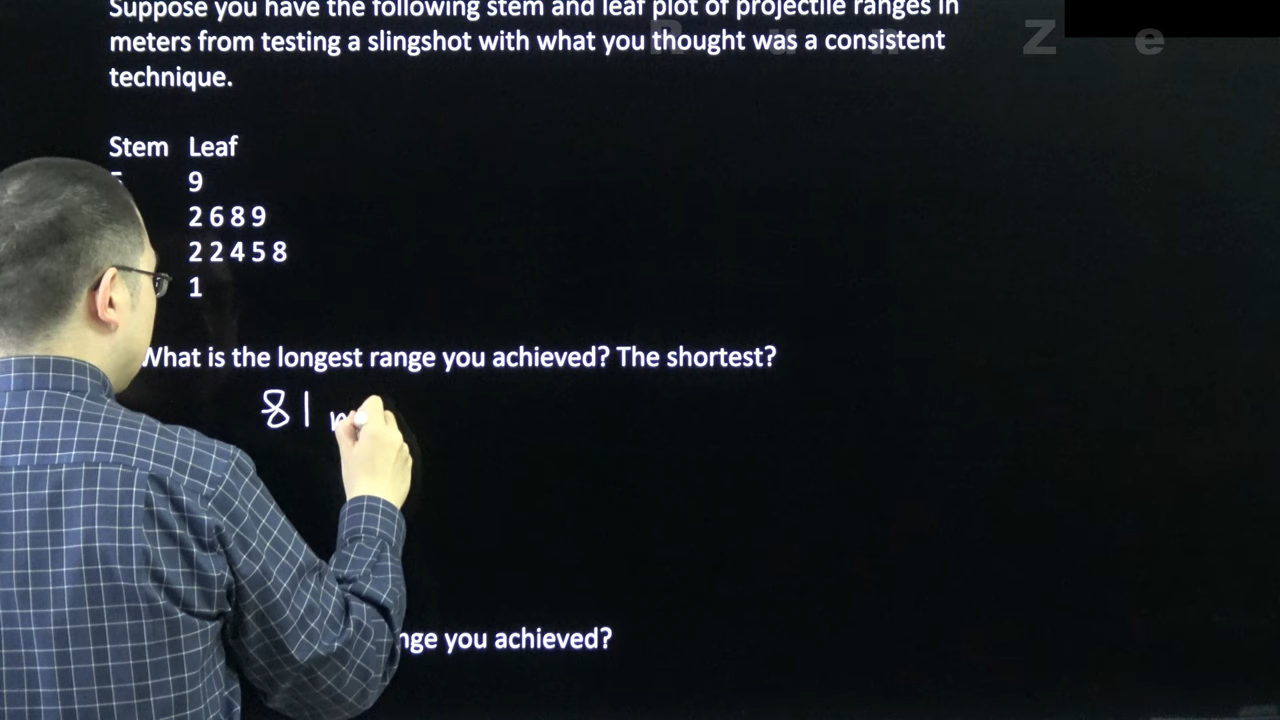 Suppose you have the following stem and leaf plot of projectile ranges in
R u Z e
meters from testing a slingshot with what you thought was a consistent
technique.
Stem Leaf
9
2 6 8 9
2 2 4 5 8
1
What is the longest range you achieved? The shortest?
81
you achieved?